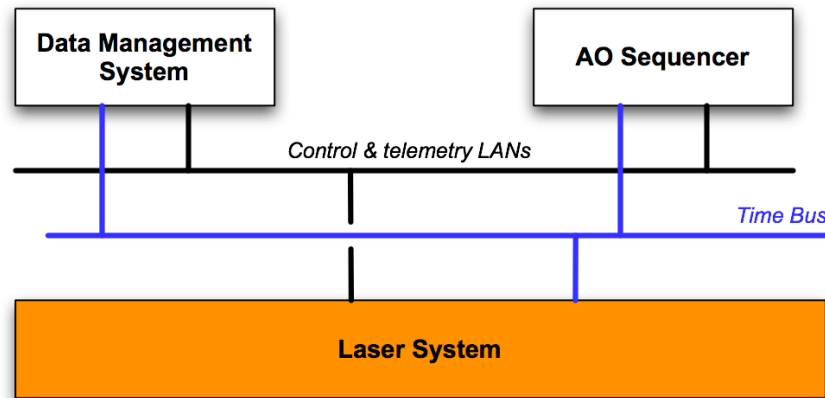 Data Management
System
AO Sequencer
Control & telemetry LANs
Time Bus
Laser System